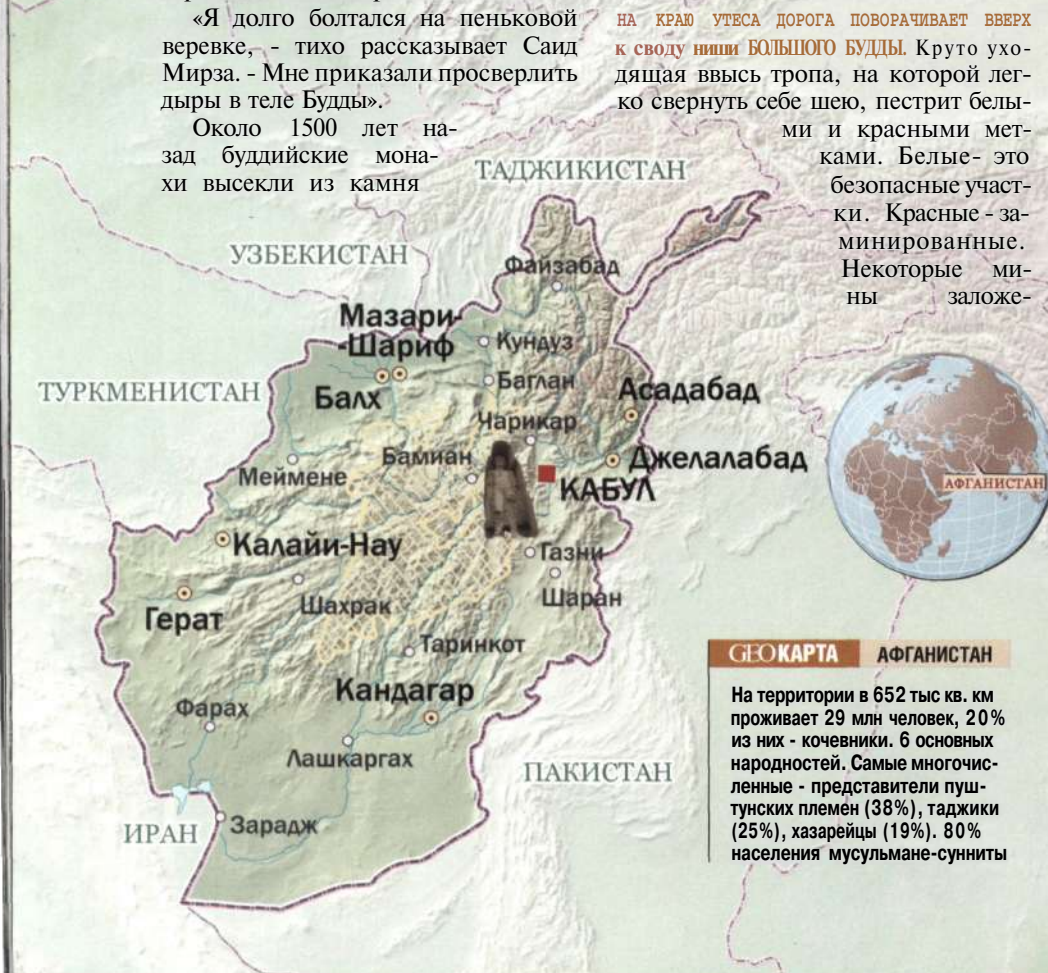 «Я долго болтался на пеньковой
веревке, - тихо рассказывает Саид
Мирза. - Мне приказали просверлить
дыры в теле Будды».
Около 1500 лет на-
зад буддийские мона-
хи высекли из камня
НА КРАЮ УТЕСА ДОРОГА ПОВОРАЧИВАЕТ ВВЕРХ
к своду ниши БОЛЬШОГО БУДДЫ. Круто ухо-
дящая ввысь тропа, на которой лег-
ко свернуть себе шею, пестрит белы-
ми и красными мет-
ками. Белые- это
безопасные участ-
ки. Красные - за-
минированные.
Некоторые ми-
ны заложе-
ТАДЖИКИСТАН
УЗБЕКИСТАН
Файзабад
Мазари-
-Шариф
Кундуз
ТУРКМЕНИСТАН
Балх
Баглан
Асадабад
Чарикар
Меймене
Бамиан
Джелалабад
КАБУЛ
АФГАНИСТАН
Калайи-Нау
Газни
Шахрак
Шаран
Герат
Таринкот
Кандагар
Фарах
Лашкаргах
ПАКИСТАН
ИРАН
Зарадж
GEO КАРТА АФГАНИСТАН
На территории в 652 тыс кв. км
проживает 29 млн человек, 20%
из них - кочевники. 6 основных
народностей. Самые многочис-
ленные - представители пуш-
тунских племен (38%), таджики
(25%), хазарейцы (19%). 80%
населения мусульмане-сунниты